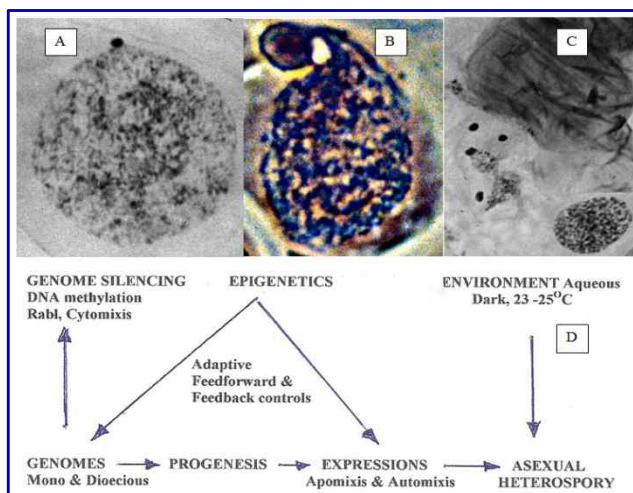 A
B
C
GENOME SILENCING
DNA methylation
Rabl, Cytomixis
EPIGENETICS
ENVIRONMENT Aqueous
Dark, 23 -25°C
D
Adaptive
Feedforward &
Feedback controls
GENOMES
Mono & Dioecious
PROGENESIS
EXPRESSIONS
Apomixis & Automixis
ASEXUAL
HETEROSPORY